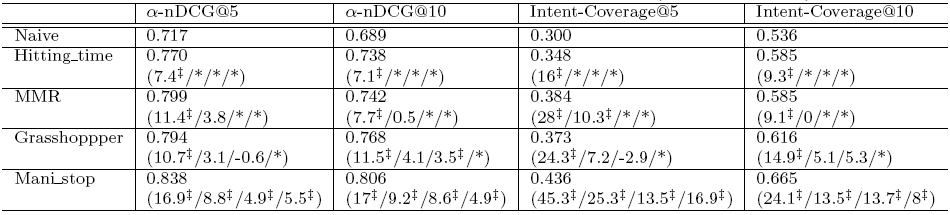 α-nDCG@5 α-nDCG@10 Intent-Coverage@5 Intent-Coverage@10
Naive 0.717 0.689 0.300 0.536
Hitting_time 0.770 0.738 0.348 0.585
(7.4‡/*/*/*) (7.1‡/*/*/*) (16‡/*/*/*) (9.3‡/*/*/*)
MMR 0.799 0.742 0.384 0.585
(11.4‡/3.8/*/*) (7.7‡/0.5/*/*) (28‡/10.3‡/*/*) (9.1‡/0/*/*)
Grasshoppper 0.794 0.768 0.373 0.616
(10.7‡/3.1/-0.6/*) (11.5‡/4.1/3.5‡/*) (24.3‡/7.2/-2.9/*) (14.9‡/5.1/5.3/*)
Mani_stop 0.838 0.806 0.436 0.665
(16.9‡/8.8‡/4.9‡/5.5‡) (17‡/9.2‡/8.6‡/4.9‡) (45.3‡/25.3‡/13.5‡/16.9‡) (24.1‡/13.5‡/13.7‡/8‡)